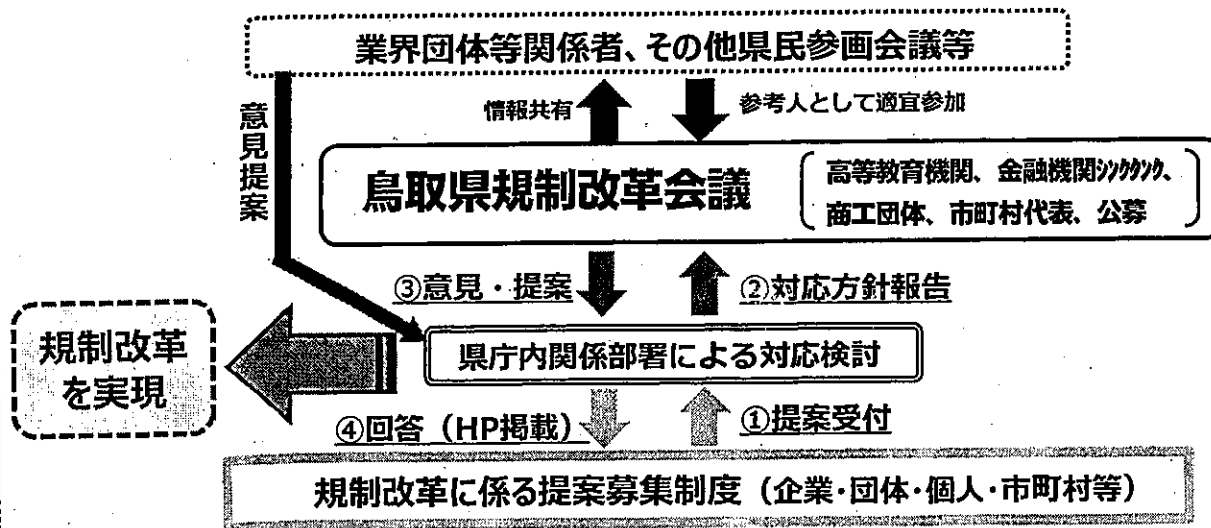 業界団体等関係者、その他県民参画会議等
情報共有
参考人として適宜参加
意見提案
鳥取県規制改革会議
高等教育機関、金融機関シンクタンク、
商工団体、市町村代表、公募
③意見・提案
②対応方針報告
規制改革
を実現
県庁内関係部署による対応検討
④回答（HP掲載）
①提案受付
規制改革に係る提案募集制度（企業・団体・個人・市町村等）